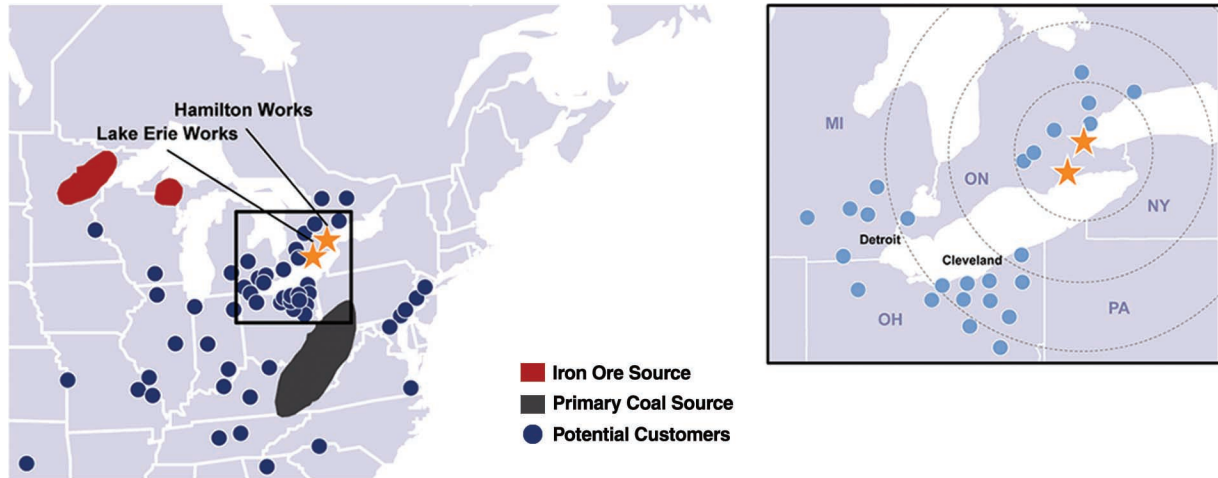 Hamilton Works
Lake Erie Works
Iron Ore Source
Primary Coal Source
Potential Customers
MI
ON
NY
Detroit
Cleveland
OH
PA